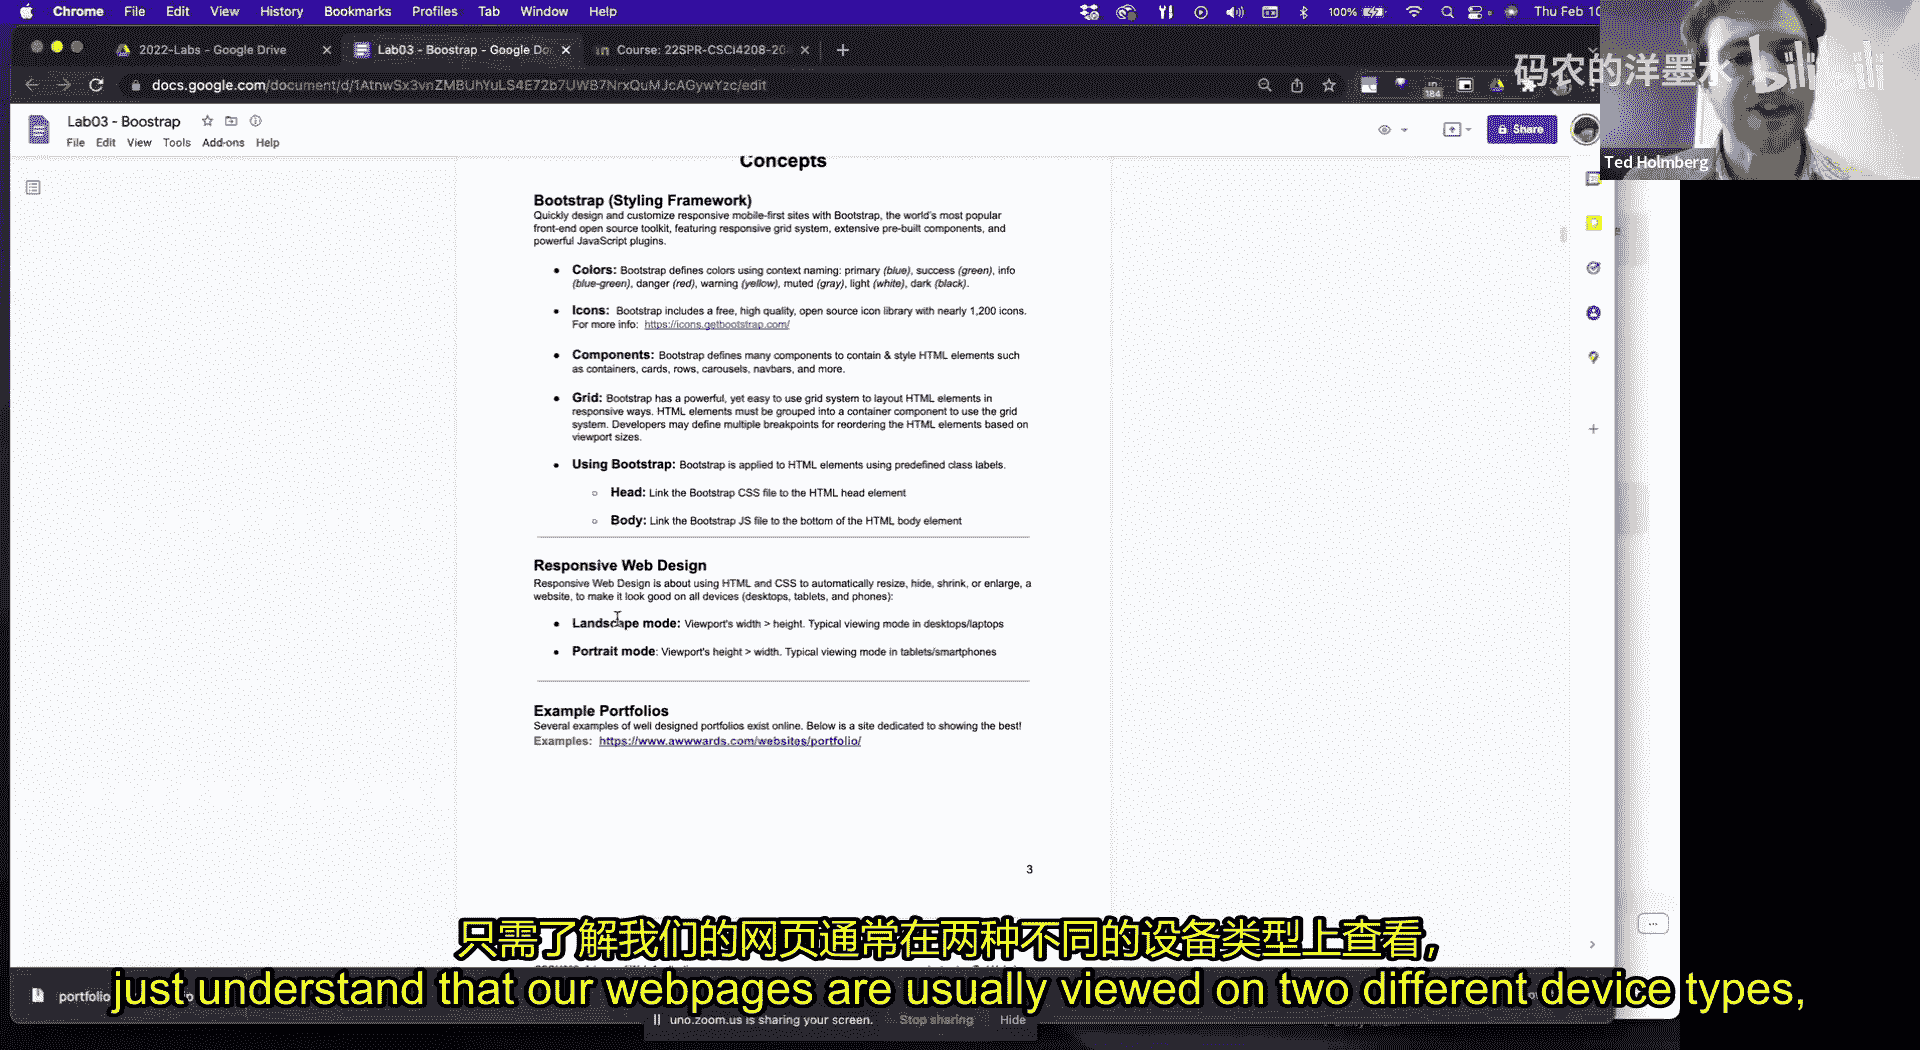 Chrome File Edit View History Bookmarks Profiles Tab Window Help 100% Thu Feb 10
2022-Labs - Google Drive Lab03 - Boostrap - Google Do Course: 22SPR-CSCI4208-20
docs.google.com/document/d/1AtnwSx3vnZMBUhYuLS4E72b7UWB7NrxQuMJcAGywYzc/edit
184
码农的洋墨水 bilibili
Lab03 - Boostrap
File Edit View Tools Add-ons Help
Share
Ted Holmberg
Concepts
Bootstrap (Styling Framework)
Quickly design and customize responsive mobile-first sites with Bootstrap, the world's most popular
front-end open source toolkit, featuring responsive grid system, extensive pre-built components, and
powerful JavaScript plugins.
● Colors: Bootstrap defines colors using context naming: primary (blue), success (green), info
(blue-green), danger (red), warning (yellow), muted (gray), light (white), dark (black).
● Icons: Bootstrap includes a free, high quality, open source icon library with nearly 1,200 icons.
For more info: https://icons.getbootstrap.com/
● Components: Bootstrap defines many components to contain & style HTML elements such
as containers, cards, rows, carousels, navbars, and more.
● Grid: Bootstrap has a powerful, yet easy to use grid system to layout HTML elements in
responsive ways. HTML elements must be grouped into a container component to use the grid
system. Developers may define multiple breakpoints for reordering the HTML elements based on
viewport sizes.
● Using Bootstrap: Bootstrap is applied to HTML elements using predefined class labels.
○ Head: Link the Bootstrap CSS file to the HTML head element
○ Body: Link the Bootstrap JS file to the bottom of the HTML body element
Responsive Web Design
Responsive Web Design is about using HTML and CSS to automatically resize, hide, shrink, or enlarge, a
website, to make it look good on all devices (desktops, tablets, and phones):
● Landscape mode: Viewport's width > height. Typical viewing mode in desktops/laptops
● Portrait mode: Viewport's height > width. Typical viewing mode in tablets/smartphones
Example Portfolios
Several examples of well designed portfolios exist online. Below is a site dedicated to showing the best!
Examples: https://www.awwwards.com/websites/portfolio/
3
只需了解我们的网页通常在两种不同的设备类型上查看，
portfolio
just understand that our webpages are usually viewed on two different device types,
uno.zoom.us is sharing your screen. Stop sharing Hide